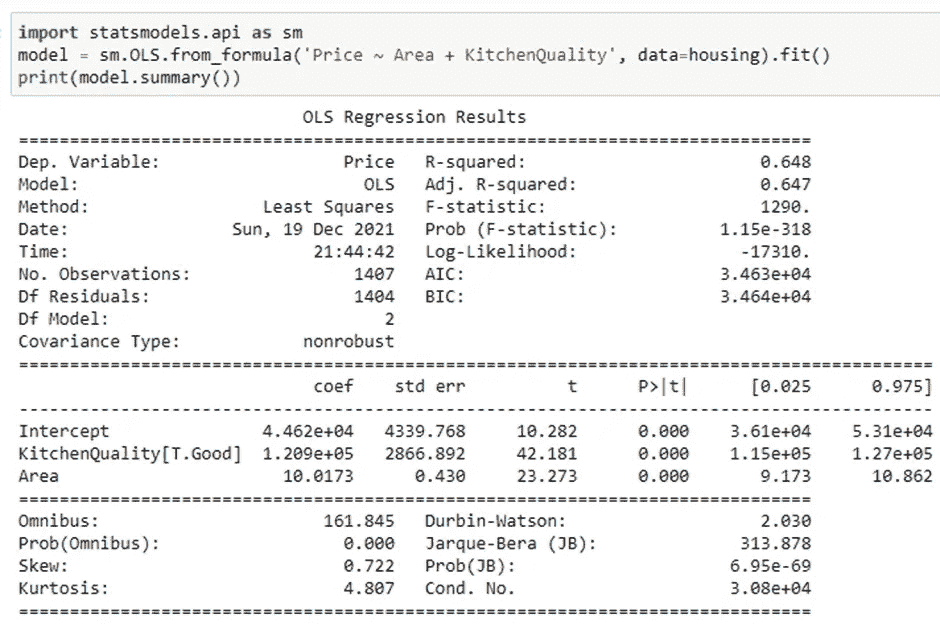 import statsmodels.api as sm
model = sm.OLS.from_formula('Price ~ Area + KitchenQuality', data=housing).fit()
print(model.summary())
OLS Regression Results
==============================================================================
Dep. Variable: Price R-squared: 0.648
Model: OLS Adj. R-squared: 0.647
Method: Least Squares F-statistic: 1290.
Date: Sun, 19 Dec 2021 Prob (F-statistic): 1.15e-318
Time: 21:44:42 Log-Likelihood: -17310.
No. Observations: 1407 AIC: 3.463e+04
Df Residuals: 1404 BIC: 3.464e+04
Df Model: 2
Covariance Type: nonrobust
==========================================================================================
coef std err t P>|t| [0.025 0.975]
------------------------------------------------------------------------------------------
Intercept 4.462e+04 4339.768 10.282 0.000 3.61e+04 5.31e+04
KitchenQuality[T.Good] 1.209e+05 2866.892 42.181 0.000 1.15e+05 1.27e+05
Area 10.0173 0.430 23.273 0.000 9.173 10.862
==============================================================================
Omnibus: 161.845 Durbin-Watson: 2.030
Prob(Omnibus): 0.000 Jarque-Bera (JB): 313.878
Skew: 0.722 Prob(JB): 6.95e-69
Kurtosis: 4.807 Cond. No. 3.08e+04
==============================================================================